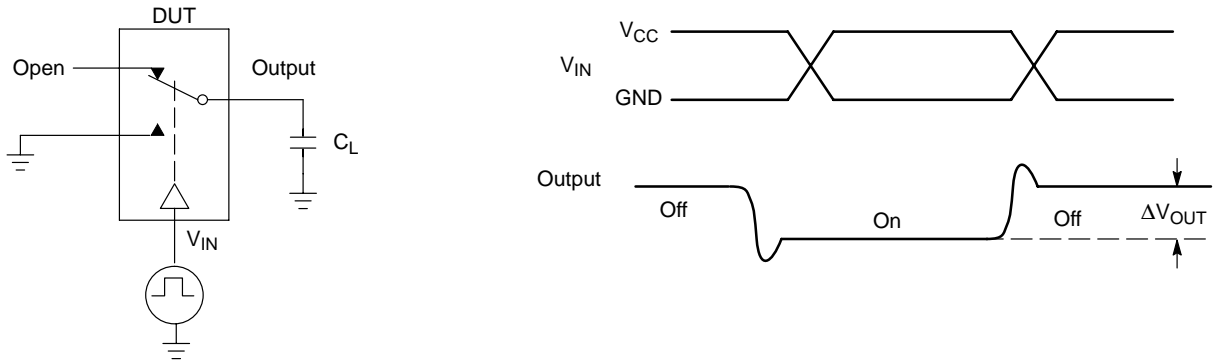 DUT
Open
Output
C_L
V_IN
V_CC
V_IN
GND
Output
Off
On
Off
ΔV_OUT